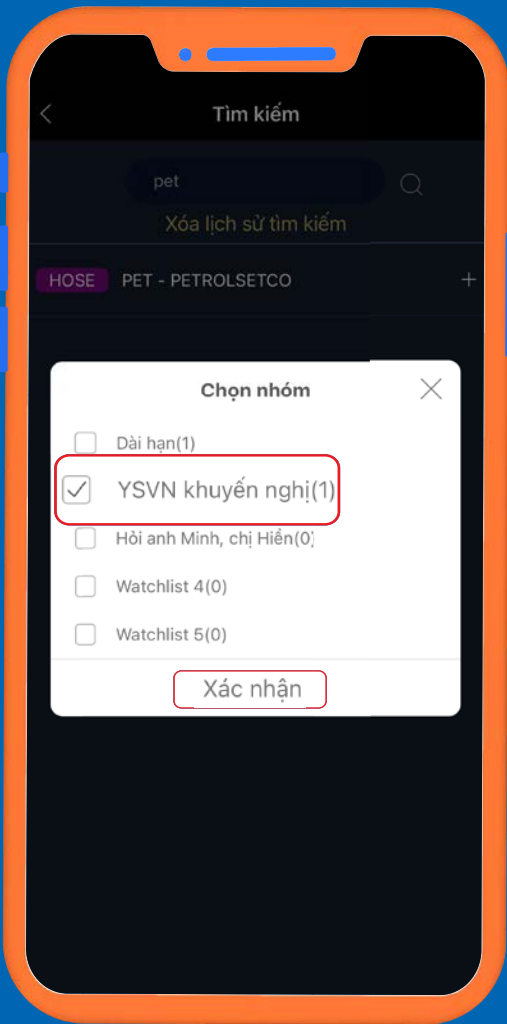 Tìm kiếm
pet
Xóa lịch sử tìm kiếm
HOSE PET - PETROLSETCO
Chọn nhóm
Dài hạn(1)
YSVN khuyến nghị(1)
Hỏi anh Minh, chị Hiền(0)
Watchlist 4(0)
Watchlist 5(0)
Xác nhận